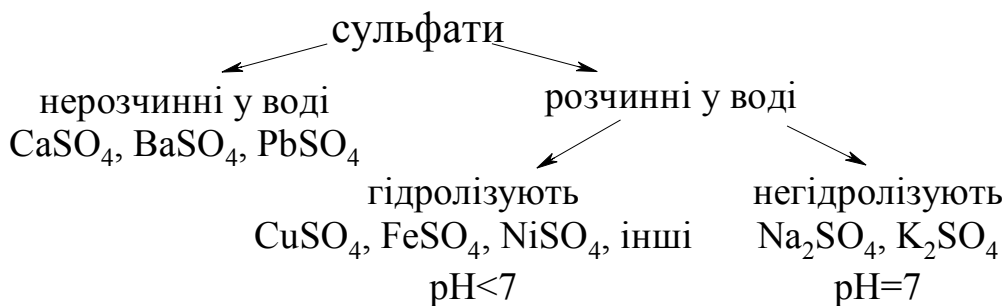 сульфати
нерозчинні у воді
CaSO₄, BaSO₄, PbSO₄
розчинні у воді
гідролізують
CuSO₄, FeSO₄, NiSO₄, інші
pH<7
негідролізують
Na₂SO₄, K₂SO₄
pH=7